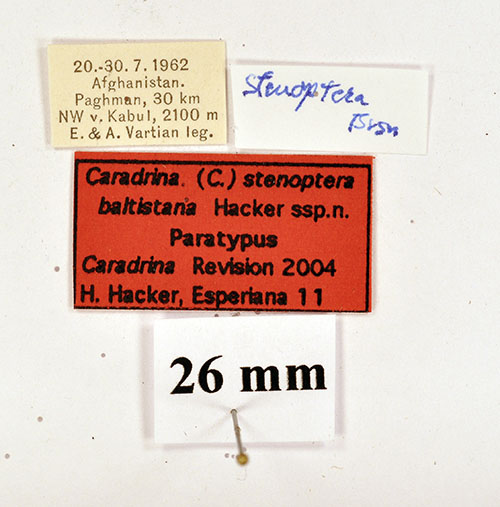 20.-30. 7. 1962
Afghanistan.
Paghman, 30 km
NW v. Kabul, 2100 m
E. & A. Vartian leg.
Stenoptera
Caradrina. (C.) stenoptera
baltistana Hacker ssp.n.
Paratypus
Caradrina Revision 2004
H. Hacker, Esperiana 11
26 mm